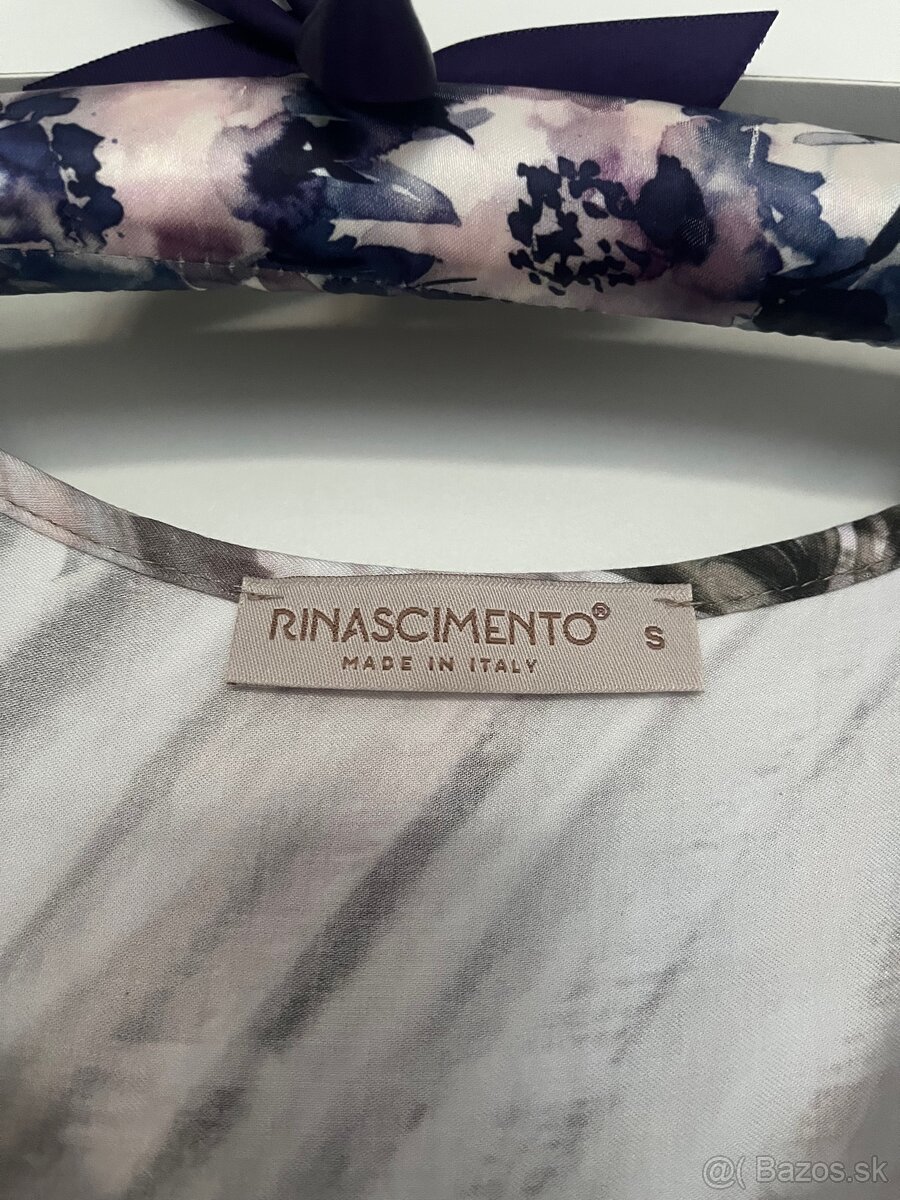 RINASCIMENTO® S
MADE IN ITALY
@( Bazos.sk